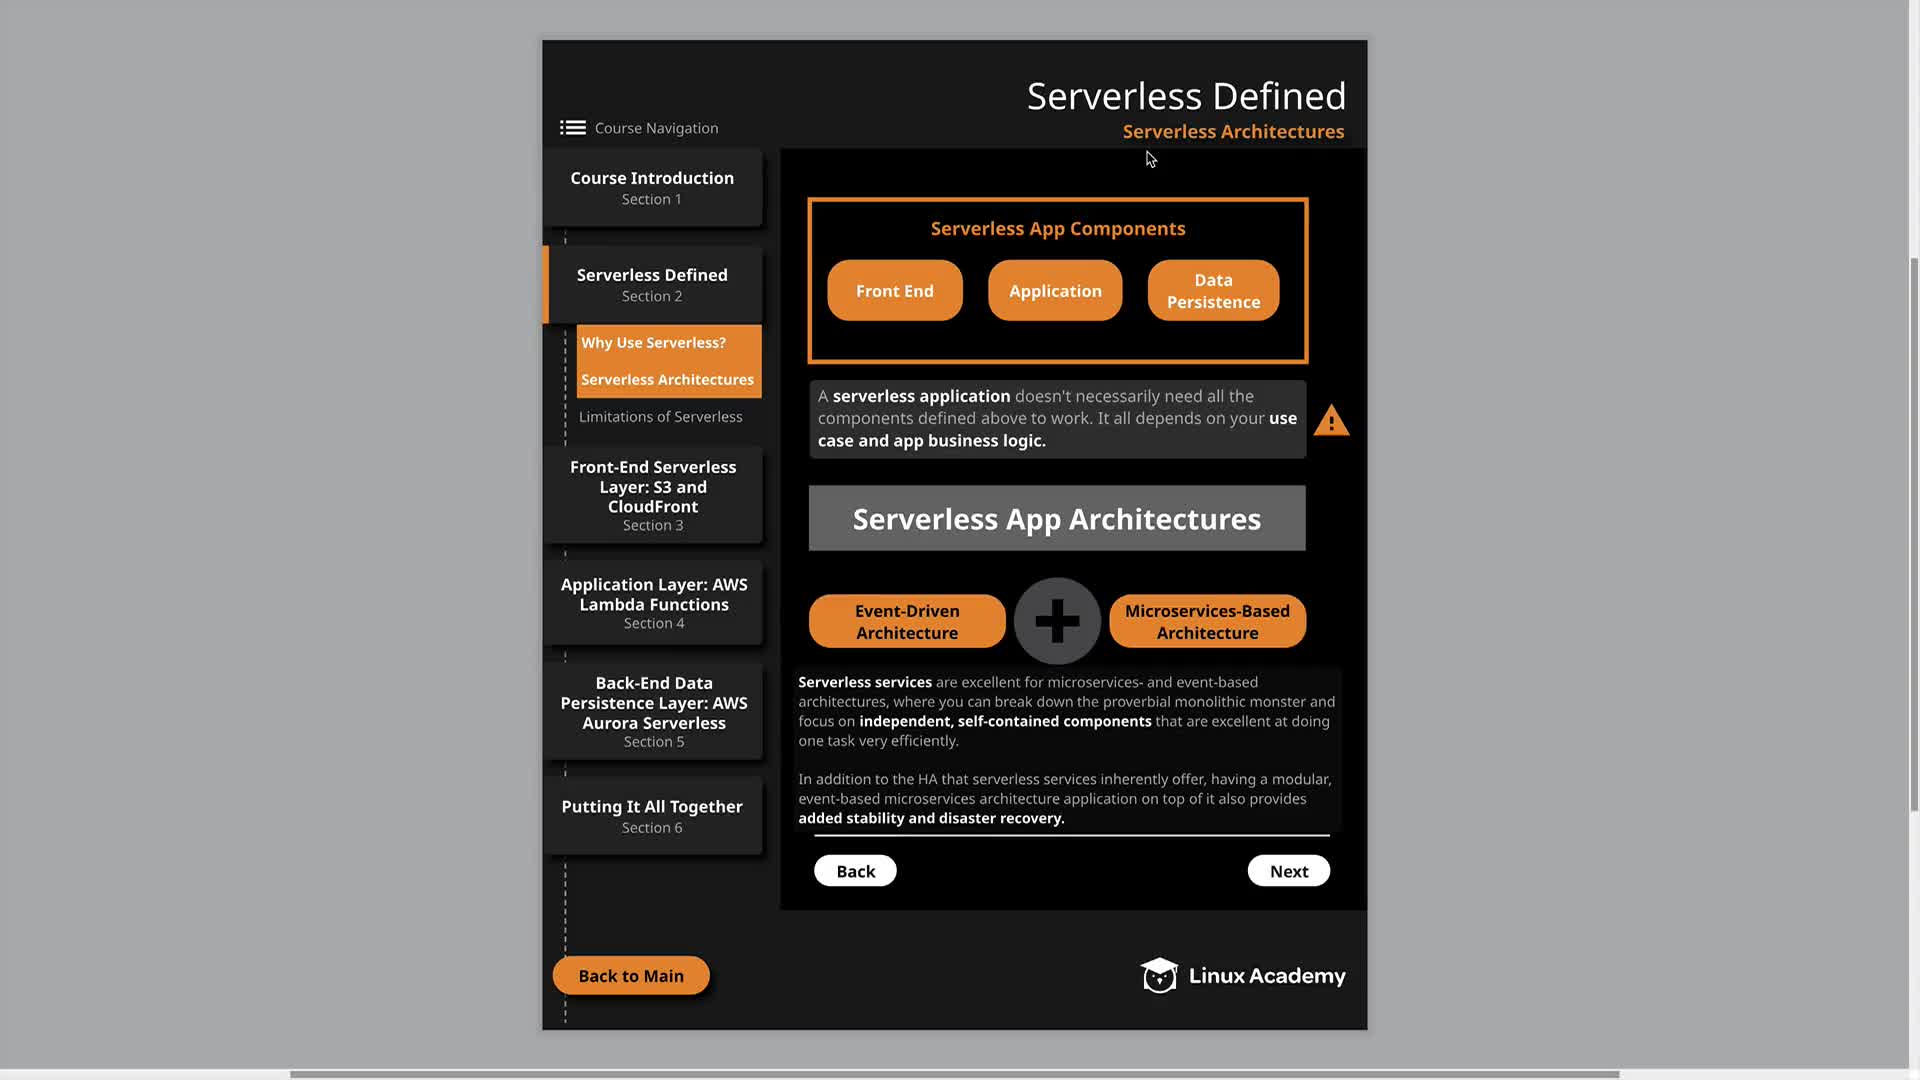 Serverless Defined
Serverless Architectures
Course Navigation
Course Introduction
Section 1
Serverless Defined
Section 2
Why Use Serverless?
Serverless Architectures
Limitations of Serverless
Front-End Serverless
Layer: S3 and
CloudFront
Section 3
Application Layer: AWS
Lambda Functions
Section 4
Back-End Data
Persistence Layer: AWS
Aurora Serverless
Section 5
Putting It All Together
Section 6
Back to Main
Serverless App Components
Front End
Application
Data
Persistence
A serverless application doesn't necessarily need all the
components defined above to work. It all depends on your use
case and app business logic.
Serverless App Architectures
Event-Driven
Architecture
Microservices-Based
Architecture
Serverless services are excellent for microservices- and event-based
architectures, where you can break down the proverbial monolithic monster and
focus on independent, self-contained components that are excellent at doing
one task very efficiently.
In addition to the HA that serverless services inherently offer, having a modular,
event-based microservices architecture application on top of it also provides
added stability and disaster recovery.
Back
Next
Linux Academy